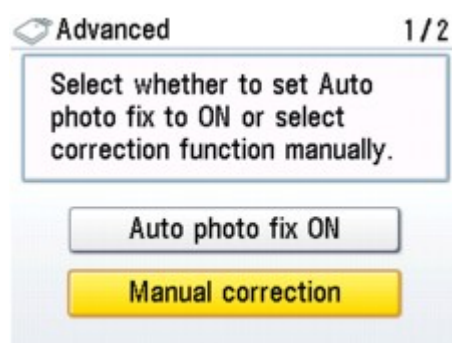 Advanced 1/2
Select whether to set Auto
photo fix to ON or select
correction function manually.
Auto photo fix ON
Manual correction